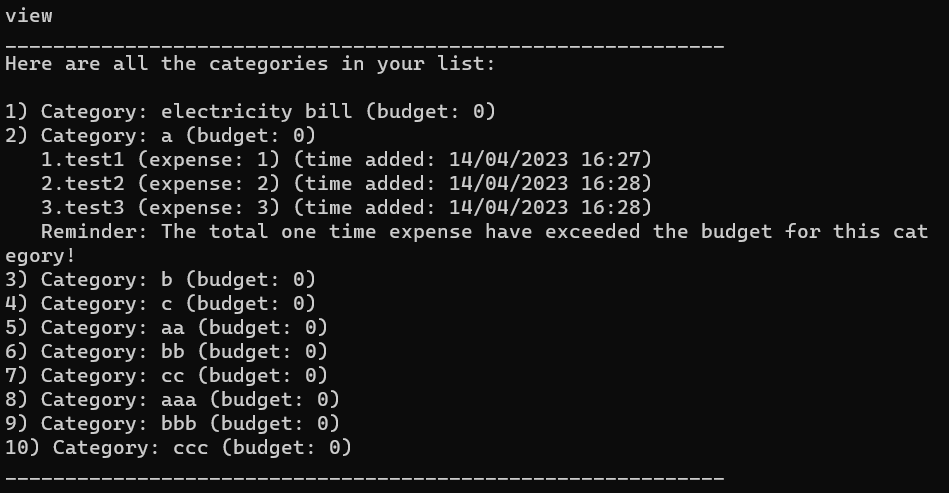 view
____________________________________________________________
Here are all the categories in your list:

1) Category: electricity bill (budget: 0)
2) Category: a (budget: 0)
   1.test1 (expense: 1) (time added: 14/04/2023 16:27)
   2.test2 (expense: 2) (time added: 14/04/2023 16:28)
   3.test3 (expense: 3) (time added: 14/04/2023 16:28)
   Reminder: The total one time expense have exceeded the budget for this cat
egory!
3) Category: b (budget: 0)
4) Category: c (budget: 0)
5) Category: aa (budget: 0)
6) Category: bb (budget: 0)
7) Category: cc (budget: 0)
8) Category: aaa (budget: 0)
9) Category: bbb (budget: 0)
10) Category: ccc (budget: 0)
____________________________________________________________